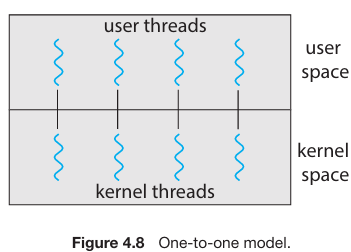 user threads
user
space
kernel
space
kernel threads
Figure 4.8 One-to-one model.